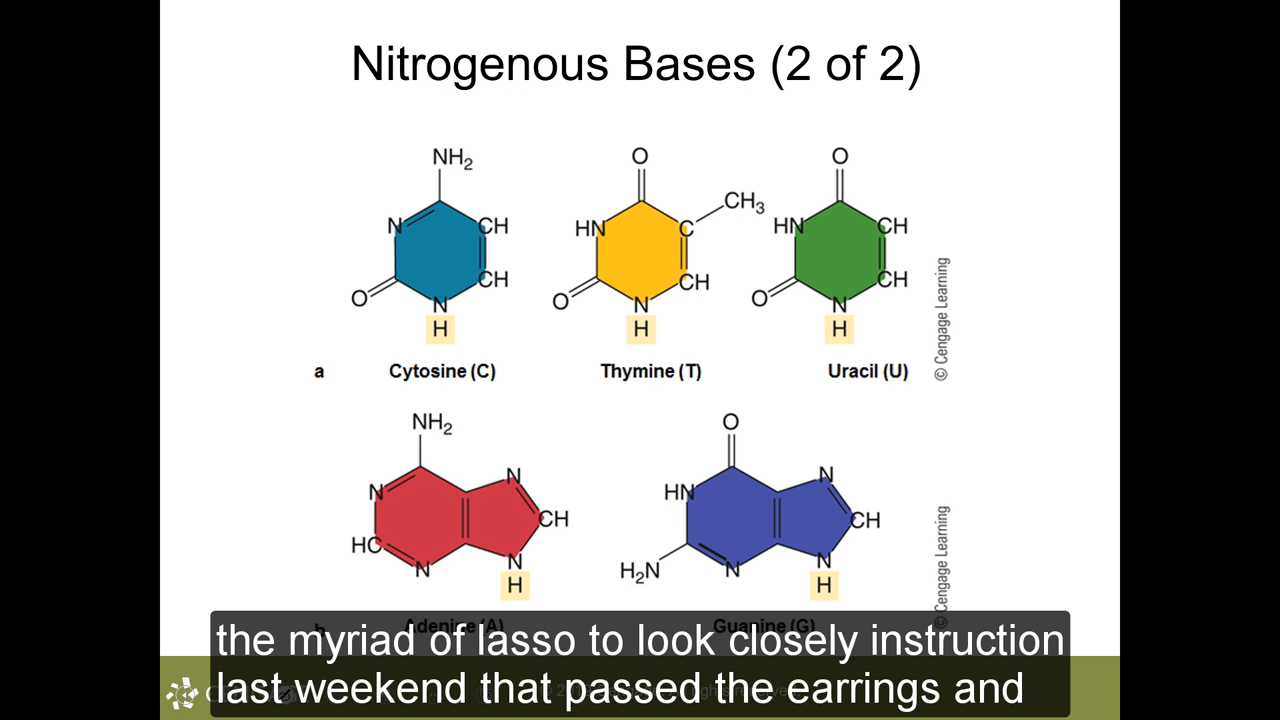 Nitrogenous Bases (2 of 2)
NH2 O O
CH3
N CH HN C HN CH
CH CH CH
O N O N O N
H H H
a Cytosine (C) Thymine (T) Uracil (U)
© Cengage Learning
NH2 O
N N HN N
CH CH
HC N N H2N N N
H H
© Cengage Learning
b Adenine (A) Guanine (G)
the myriad of lasso to look closely instruction
last weekend that passed the earrings and